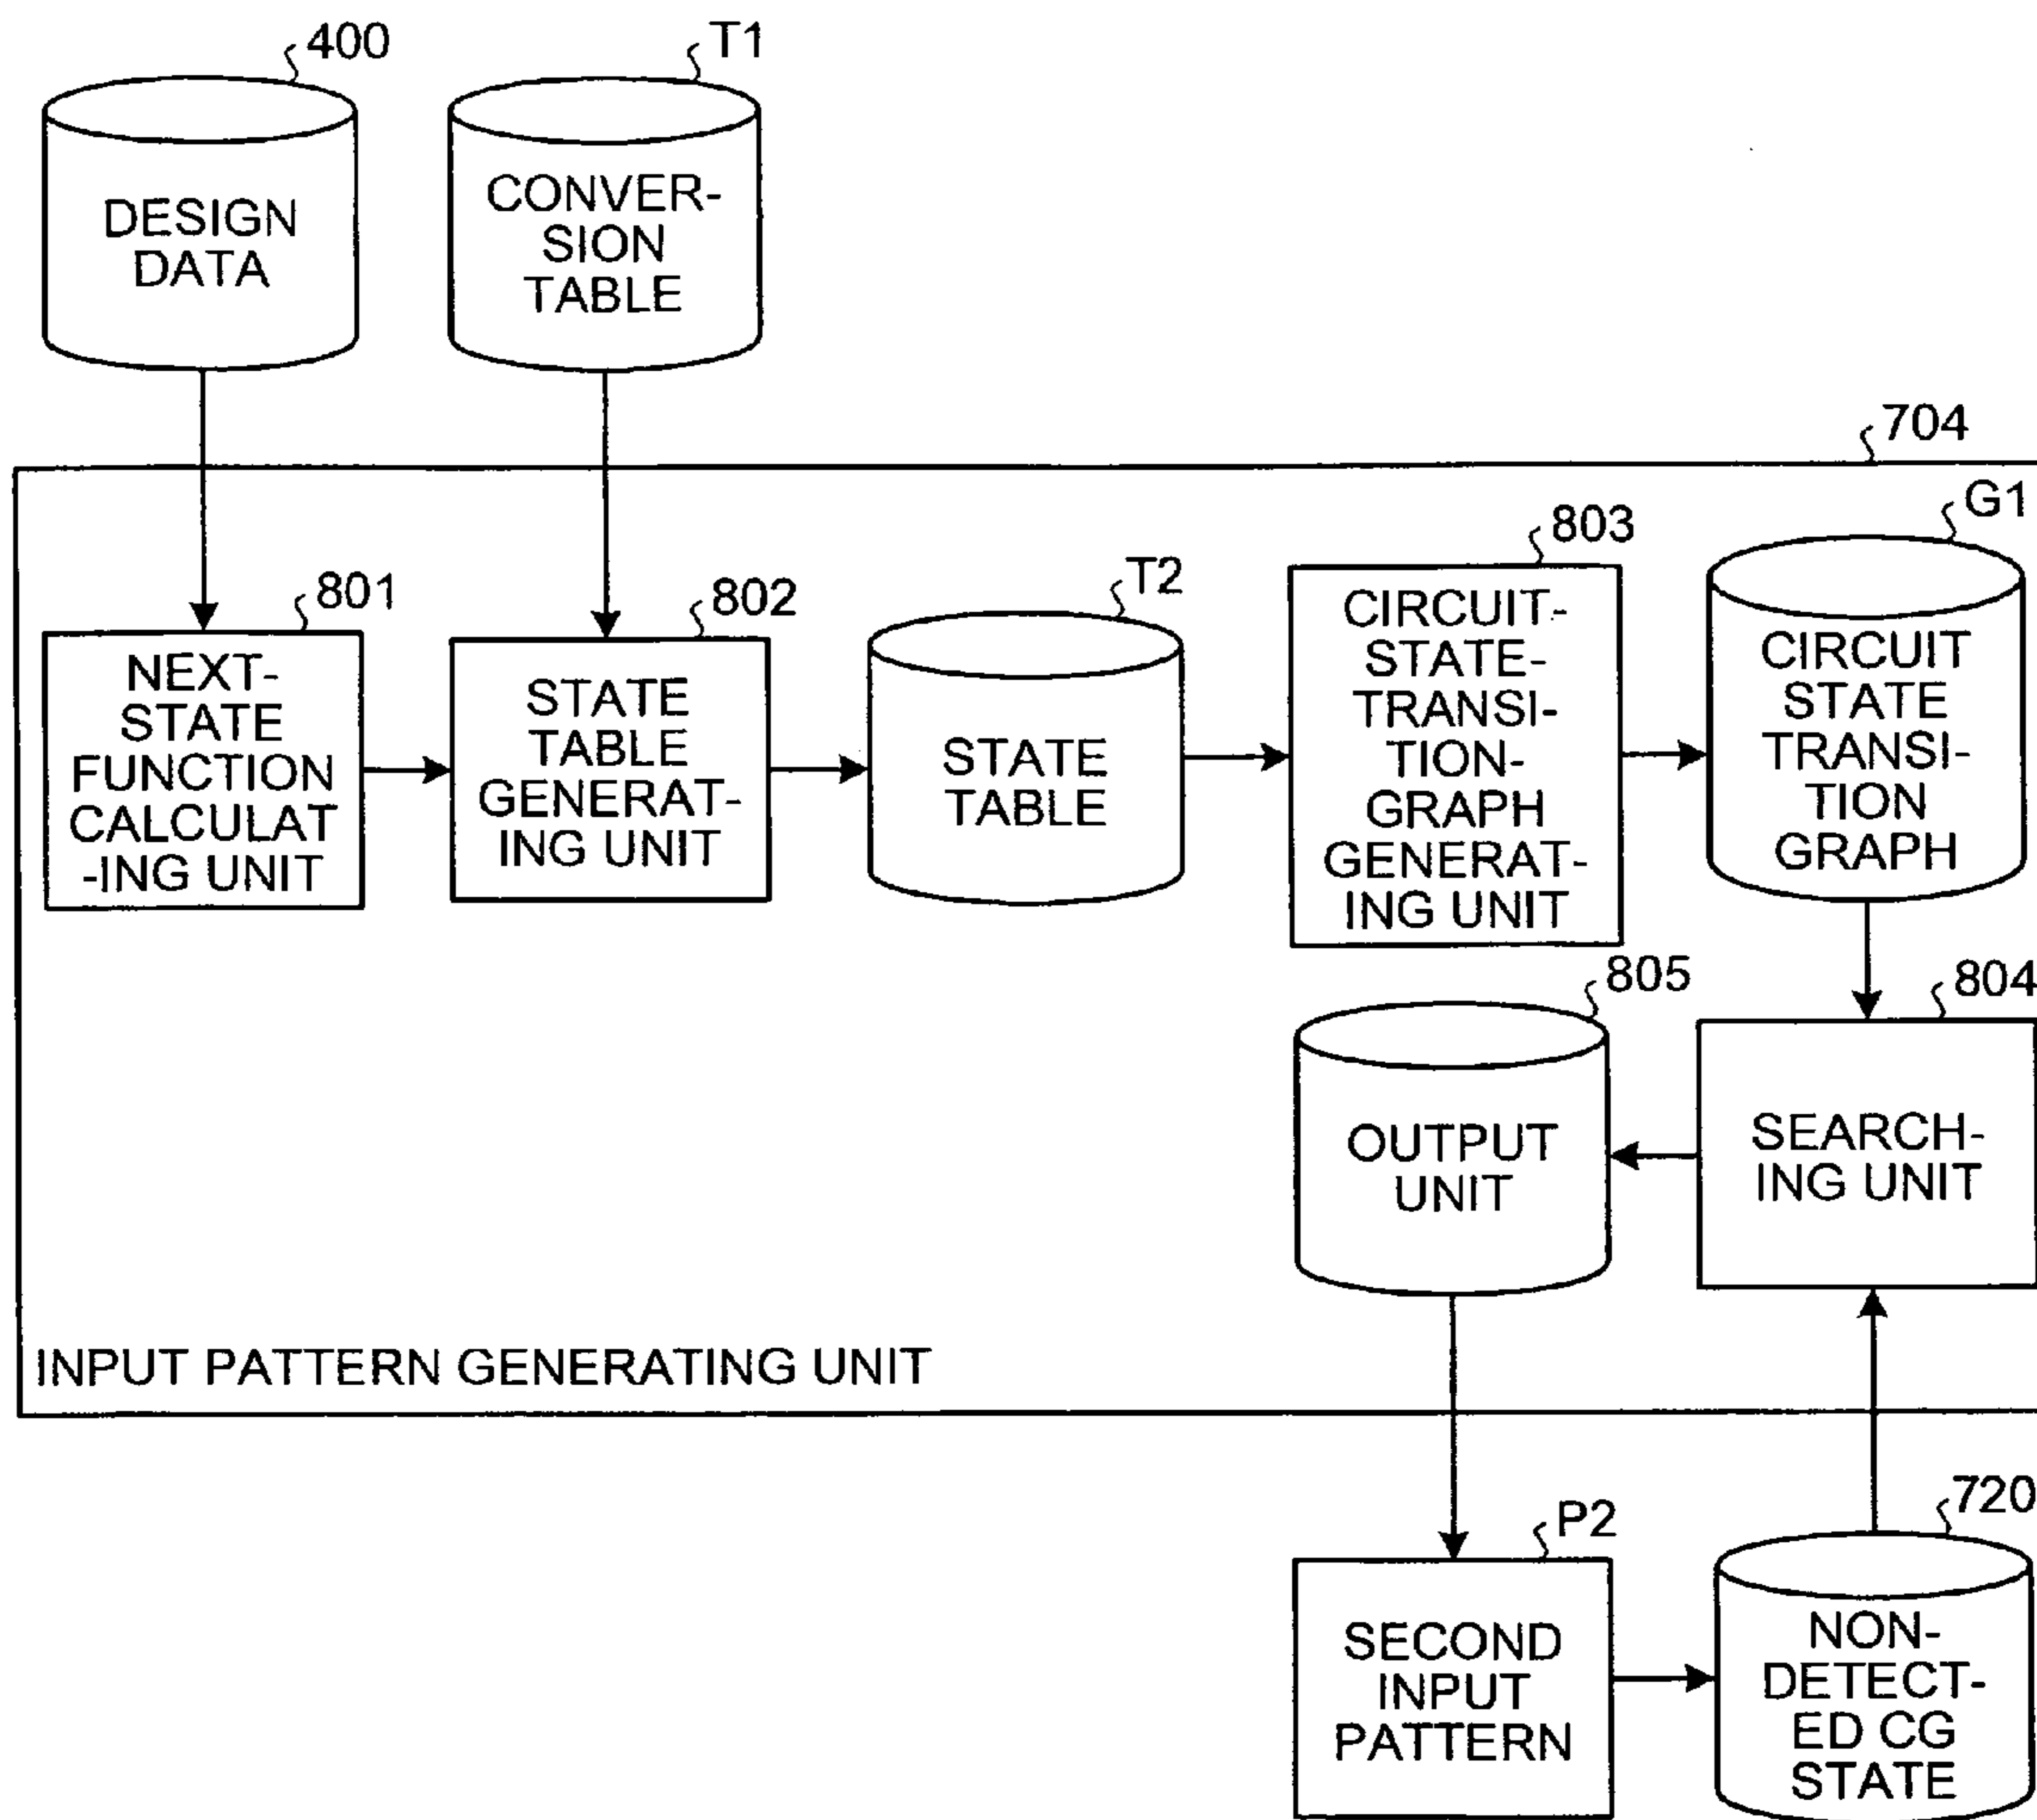 400
T1
DESIGN
DATA
CONVER-
SION
TABLE
704
G1
803
T2
802
801
NEXT-
STATE
FUNCTION
CALCULAT
-ING UNIT
STATE
TABLE
GENERAT-
ING UNIT
STATE
TABLE
CIRCUIT-
STATE-
TRANSI-
TION-
GRAPH
GENERAT-
ING UNIT
CIRCUIT
STATE
TRANSI-
TION
GRAPH
805
804
OUTPUT
UNIT
SEARCH-
ING UNIT
INPUT PATTERN GENERATING UNIT
P2
720
SECOND
INPUT
PATTERN
NON-
DETECT-
ED CG
STATE